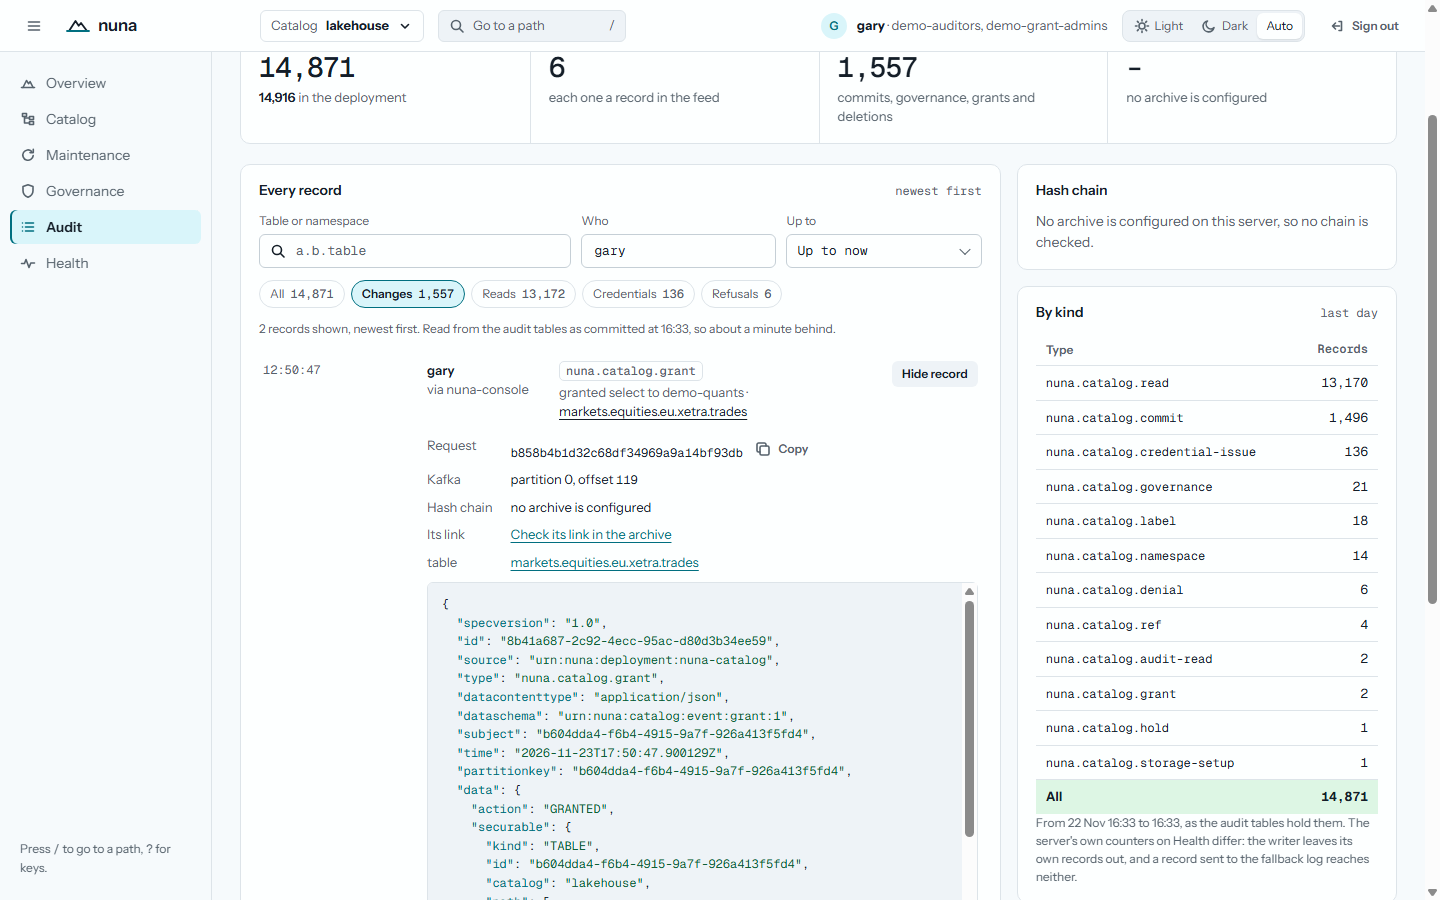 nuna
Catalog lakehouse
Go to a path /
G gary · demo-auditors, demo-grant-admins
Light Dark Auto
Sign out
Overview
Catalog
Maintenance
Governance
Audit
Health
Press / to go to a path, ? for
keys.
14,871
14,916 in the deployment
6
each one a record in the feed
1,557
commits, governance, grants and
deletions
–
no archive is configured
Every record
newest first
Table or namespace
a.b.table
Who
gary
Up to
Up to now
All 14,871
Changes 1,557
Reads 13,172
Credentials 136
Refusals 6
2 records shown, newest first. Read from the audit tables as committed at 16:33, so about a minute behind.
12:50:47
gary
via nuna-console
nuna.catalog.grant
granted select to demo-quants ·
markets.equities.eu.xetra.trades
Hide record
Request b858b4b1d32c68df34969a9a14bf93db Copy
Kafka partition 0, offset 119
Hash chain no archive is configured
Its link Check its link in the archive
table markets.equities.eu.xetra.trades
{
"specversion": "1.0",
"id": "8b41a687-2c92-4ecc-95ac-d80d3b34ee59",
"source": "urn:nuna:deployment:nuna-catalog",
"type": "nuna.catalog.grant",
"datacontenttype": "application/json",
"dataschema": "urn:nuna:catalog:event:grant:1",
"subject": "b604dda4-f6b4-4915-9a7f-926a413f5fd4",
"time": "2026-11-23T17:50:47.900129Z",
"partitionkey": "b604dda4-f6b4-4915-9a7f-926a413f5fd4",
"data": {
"action": "GRANTED",
"securable": {
"kind": "TABLE",
"id": "b604dda4-f6b4-4915-9a7f-926a413f5fd4",
"catalog": "lakehouse",
Hash chain
No archive is configured on this server, so no chain is
checked.
By kind
last day
Type Records
nuna.catalog.read 13,170
nuna.catalog.commit 1,496
nuna.catalog.credential-issue 136
nuna.catalog.governance 21
nuna.catalog.label 18
nuna.catalog.namespace 14
nuna.catalog.denial 6
nuna.catalog.ref 4
nuna.catalog.audit-read 2
nuna.catalog.grant 2
nuna.catalog.hold 1
nuna.catalog.storage-setup 1
All 14,871
From 22 Nov 16:33 to 16:33, as the audit tables hold them. The
server's own counters on Health differ: the writer leaves its
own records out, and a record sent to the fallback log reaches
neither.